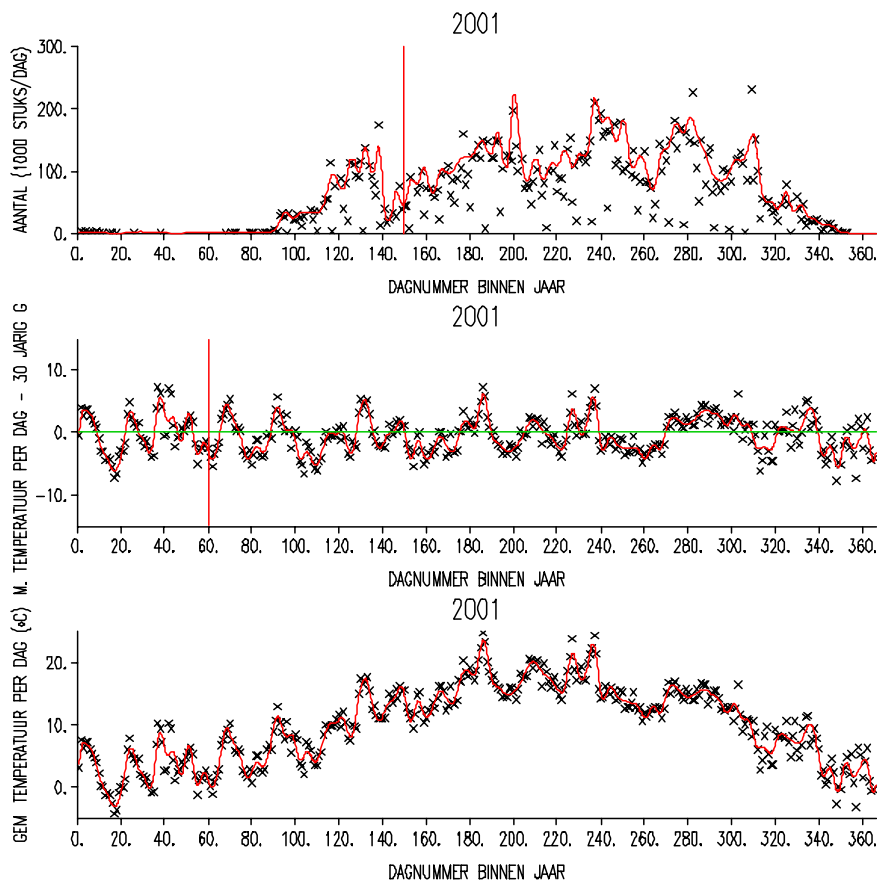 2001
AANTAL (1000 STUKS/DAG)
300.
200.
100.
0.
0. 20. 40. 60. 80. 100. 120. 140. 160. 180. 200. 220. 240. 260. 280. 300. 320. 340. 360.
DAGNUMMER BINNEN JAAR
2001
M. TEMPERATUUR PER DAG - 30 JARIG G
10.
0.
-10.
0. 20. 40. 60. 80. 100. 120. 140. 160. 180. 200. 220. 240. 260. 280. 300. 320. 340. 360.
DAGNUMMER BINNEN JAAR
2001
GEM TEMPERATUUR PER DAG (°C)
20.
10.
0.
0. 20. 40. 60. 80. 100. 120. 140. 160. 180. 200. 220. 240. 260. 280. 300. 320. 340. 360.
DAGNUMMER BINNEN JAAR